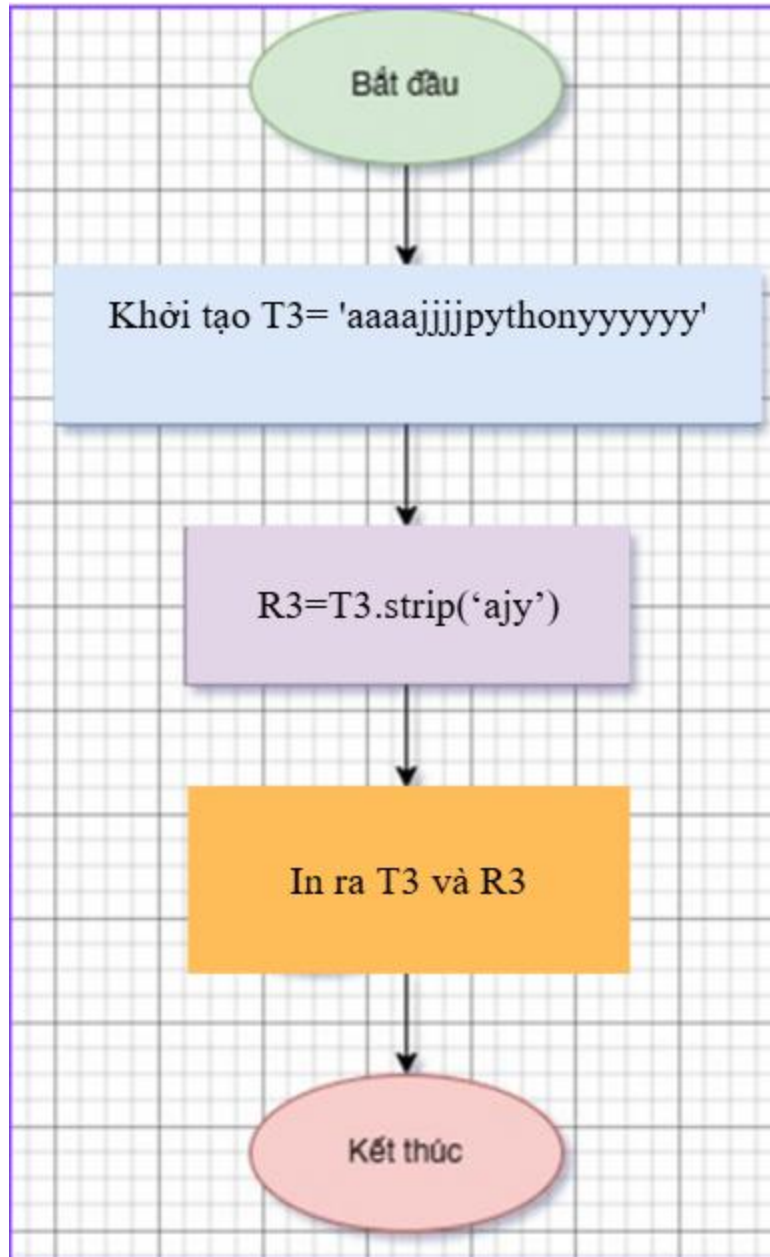 Bắt đầu
Khởi tạo T3= 'aaaajjjjpythonyyyyyy'
R3=T3.strip(‘ajy’)
In ra T3 và R3
Kết thúc